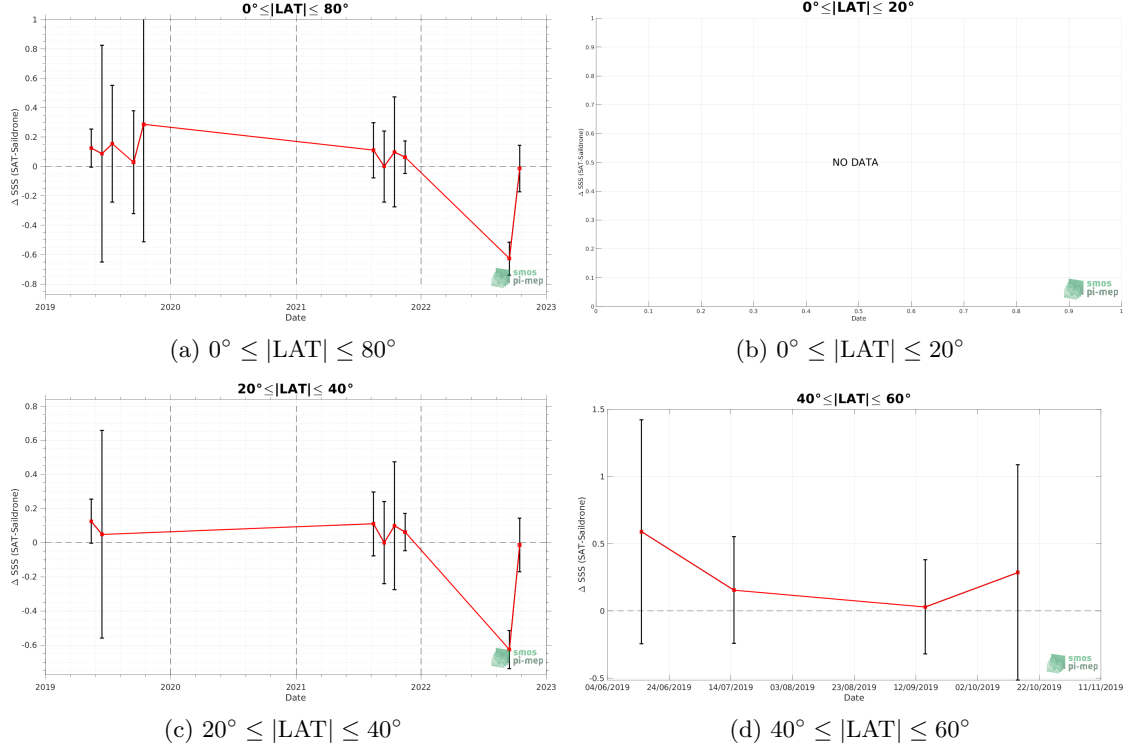 0°≤|LAT|≤ 80°
1
0.8
0.6
0.4
0.2
0
-0.2
-0.4
-0.6
-0.8
Δ SSS (SAT-Saildrone)
2019
2020
2021
2022
2023
Date
smos
pi-mep
(a) 0° ≤ |LAT| ≤ 80°
0°≤|LAT|≤ 20°
1
0.9
0.8
0.7
0.6
0.5
0.4
0.3
0.2
0.1
0
Δ SSS (SAT-Saildrone)
NO DATA
0
0.1
0.2
0.3
0.4
0.5
0.6
0.7
0.8
0.9
1
Date
smos
pi-mep
(b) 0° ≤ |LAT| ≤ 20°
20°≤|LAT|≤ 40°
0.8
0.6
0.4
0.2
0
-0.2
-0.4
-0.6
Δ SSS (SAT-Saildrone)
2019
2020
2021
2022
2023
Date
smos
pi-mep
(c) 20° ≤ |LAT| ≤ 40°
40°≤|LAT|≤ 60°
1.5
1
0.5
0
-0.5
Δ SSS (SAT-Saildrone)
04/06/2019
24/06/2019
14/07/2019
03/08/2019
23/08/2019
12/09/2019
02/10/2019
22/10/2019
11/11/2019
Date
smos
pi-mep
(d) 40° ≤ |LAT| ≤ 60°